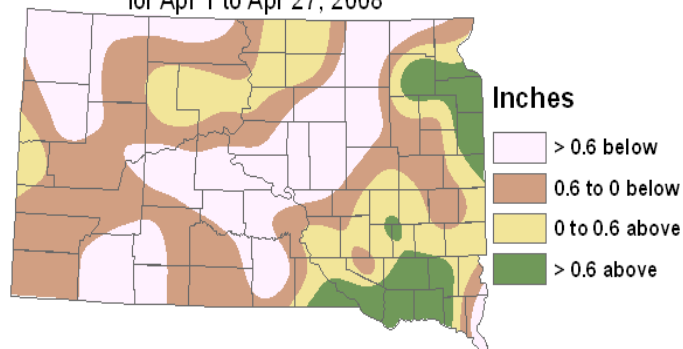 for Apr 1 to Apr 27, 2008
Inches
> 0.6 below
0.6 to 0 below
0 to 0.6 above
> 0.6 above